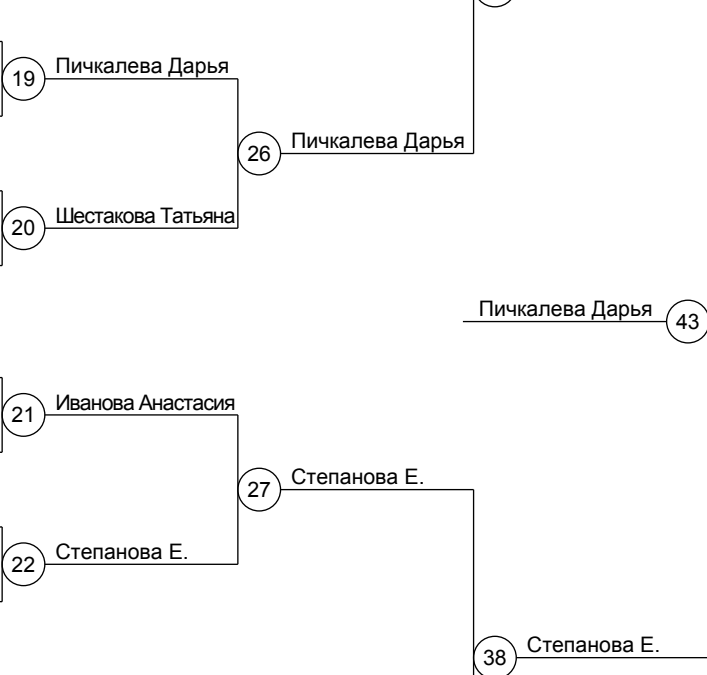 19 Пичкалева Дарья
26 Пичкалева Дарья
20 Шестакова Татьяна
Пичкалева Дарья 43
21 Иванова Анастасия
27 Степанова Е.
22 Степанова Е.
38 Степанова Е.